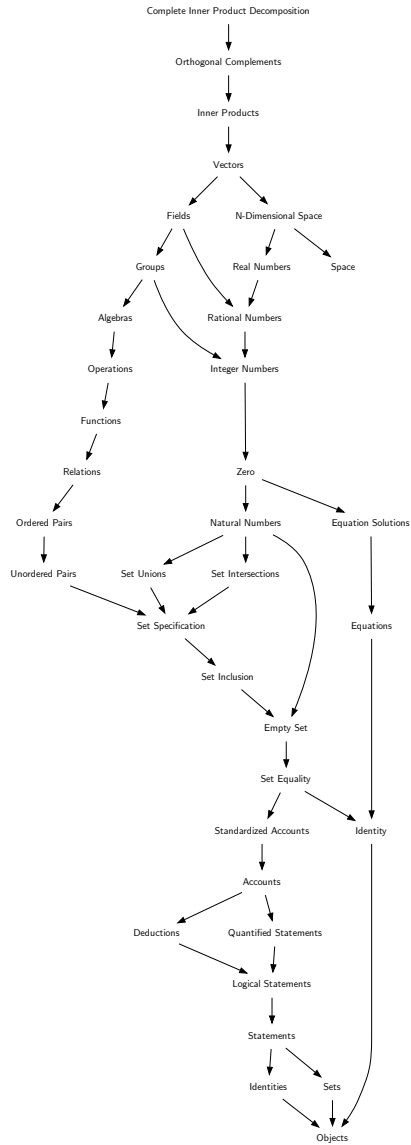 Complete Inner Product Decomposition
Orthogonal Complements
Inner Products
Vectors
Fields
N-Dimensional Space
Groups
Real Numbers
Space
Algebras
Rational Numbers
Operations
Integer Numbers
Functions
Relations
Zero
Ordered Pairs
Natural Numbers
Equation Solutions
Unordered Pairs
Set Unions
Set Intersections
Set Specification
Equations
Set Inclusion
Empty Set
Set Equality
Standardized Accounts
Identity
Accounts
Deductions
Quantified Statements
Logical Statements
Statements
Identities
Sets
Objects